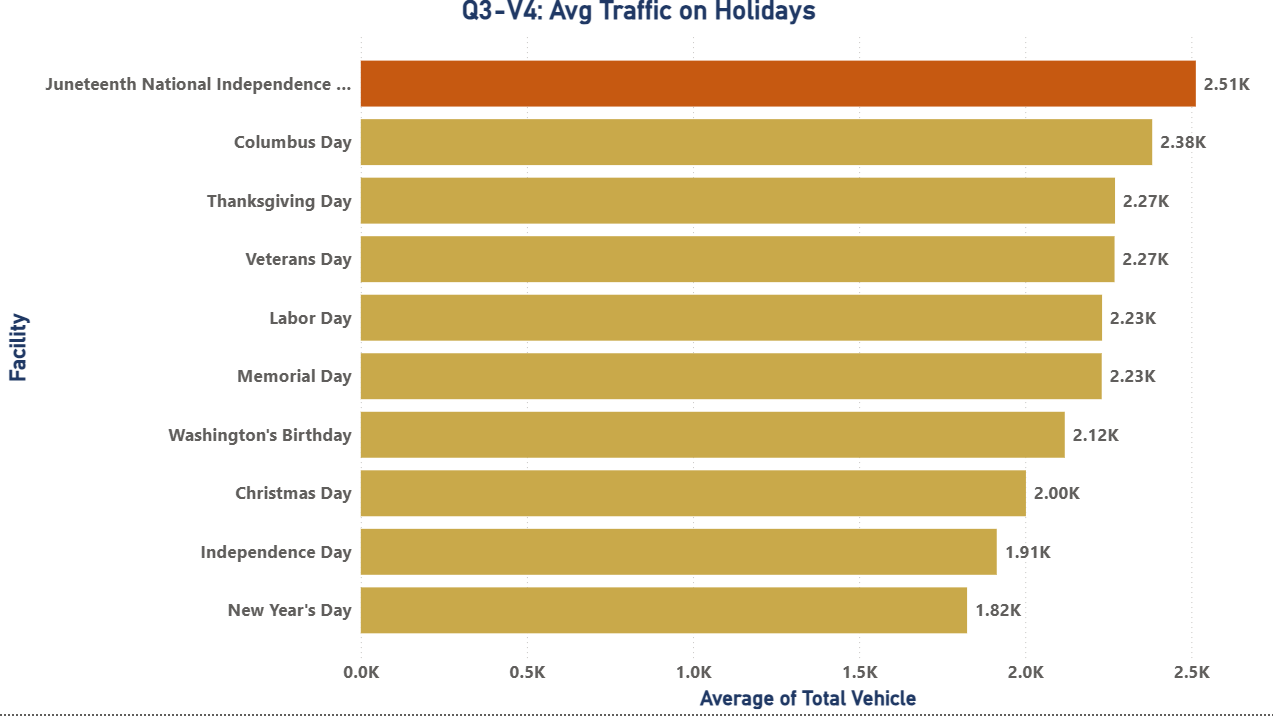 Q3-V4: Avg Traffic on Holidays
Juneteenth National Independence ...
2.51K
Columbus Day
2.38K
Thanksgiving Day
2.27K
Veterans Day
2.27K
Labor Day
2.23K
Memorial Day
2.23K
Washington's Birthday
2.12K
Christmas Day
2.00K
Independence Day
1.91K
New Year's Day
1.82K
Facility
0.0K
0.5K
1.0K
1.5K
2.0K
2.5K
Average of Total Vehicle